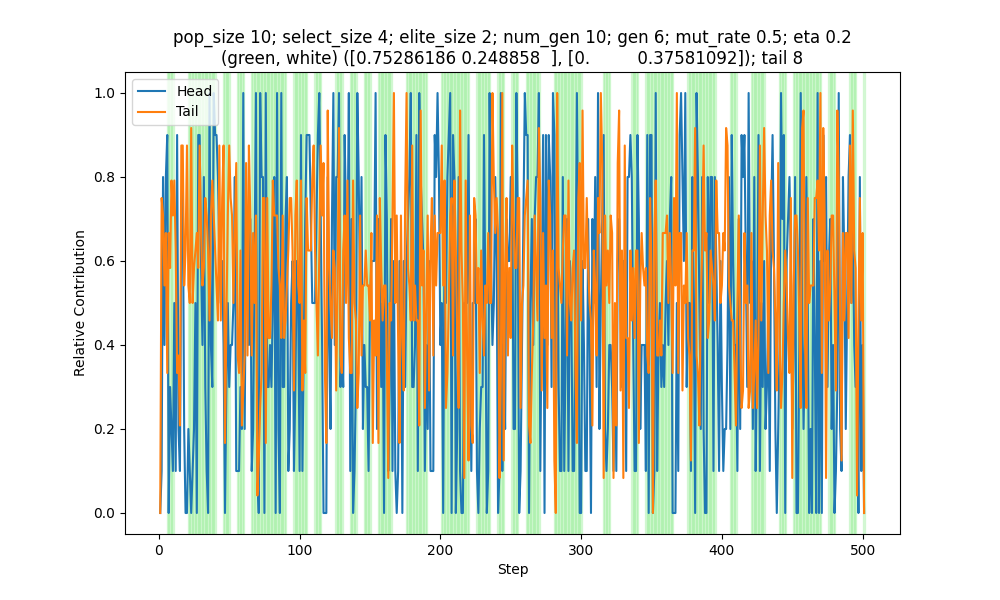 pop_size 10; select_size 4; elite_size 2; num_gen 10; gen 6; mut_rate 0.5; eta 0.2
(green, white) ([0.75286186 0.248858  ], [0.         0.37581092]); tail 8
Head
Tail
1.0
0.8
0.6
0.4
0.2
0.0
Relative Contribution
0
100
200
300
400
500
Step